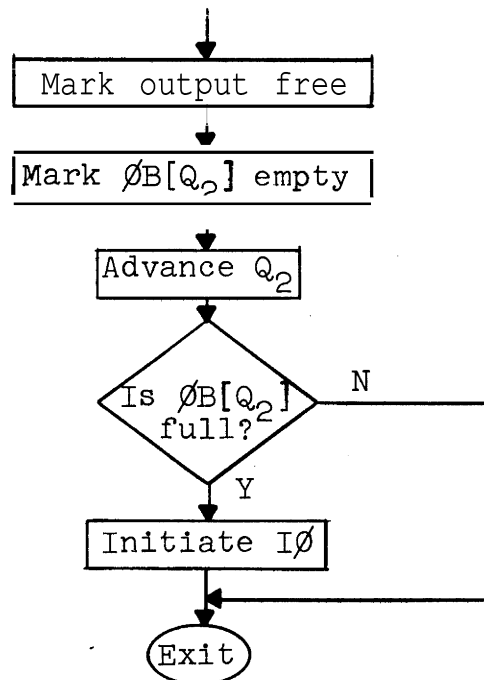 Mark output free
Mark ØB[Q₂] empty
Advance Q₂
Is ØB[Q₂]
full?
N
Y
Initiate IØ
Exit